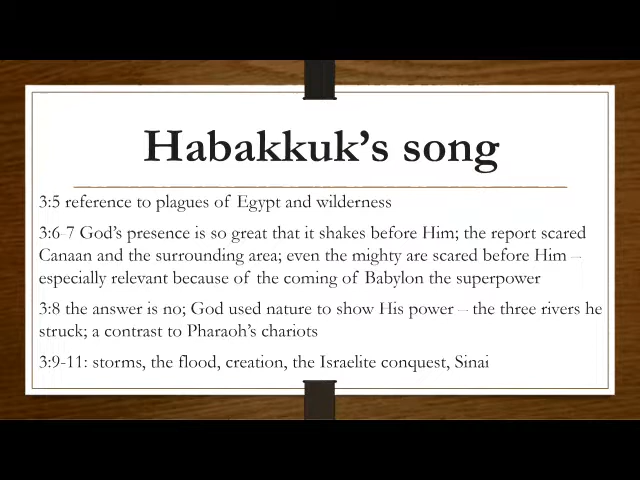 Habakkuk’s song
3:5 reference to plagues of Egypt and wilderness
3:6-7 God’s presence is so great that it shakes before Him; the report scared
Canaan and the surrounding area; even the mighty are scared before Him –
especially relevant because of the coming of Babylon the superpower
3:8 the answer is no; God used nature to show His power – the three rivers he
struck; a contrast to Pharaoh’s chariots
3:9-11: storms, the flood, creation, the Israelite conquest, Sinai